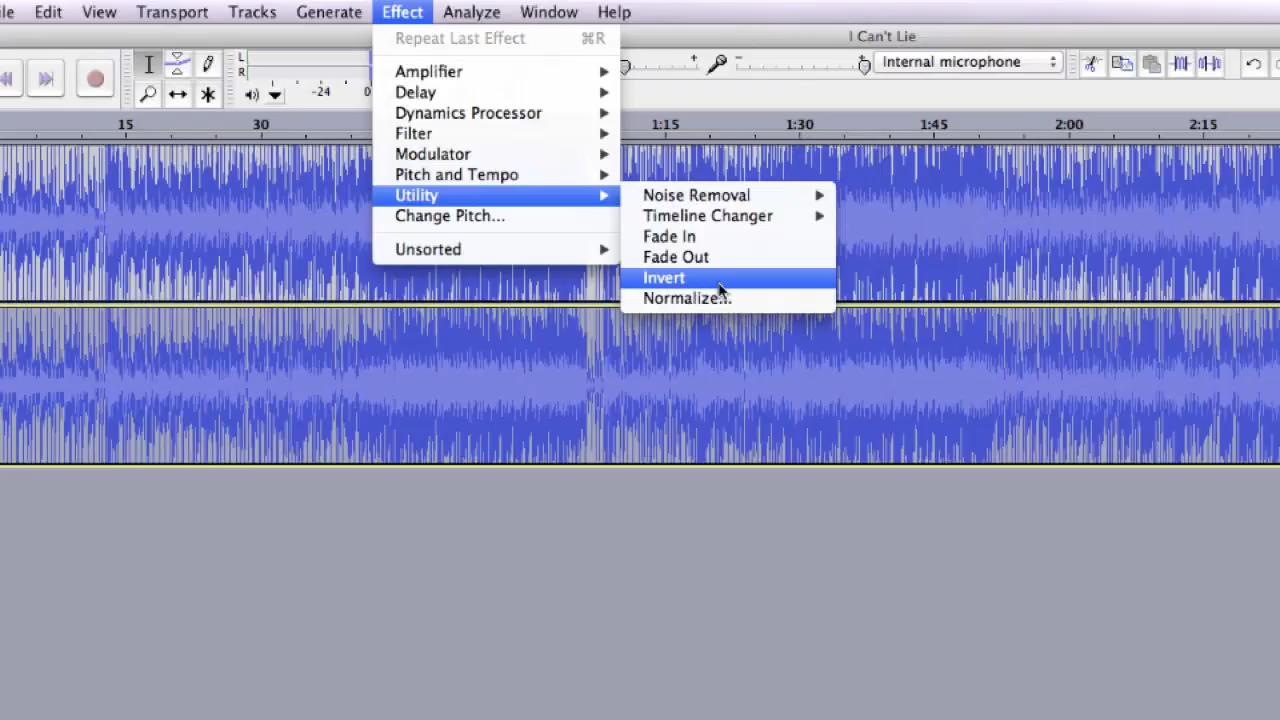 ile Edit View Transport Tracks Generate Effect Analyze Window Help
I Can't Lie
Repeat Last Effect ⌘R
L
R
- + - Internal microphone
-24 0
Amplifier
Delay
Dynamics Processor
Filter
Modulator
Pitch and Tempo
Utility
Change Pitch...
Unsorted
15 30 1:15 1:30 1:45 2:00 2:15
Noise Removal
Timeline Changer
Fade In
Fade Out
Invert
Normalize...